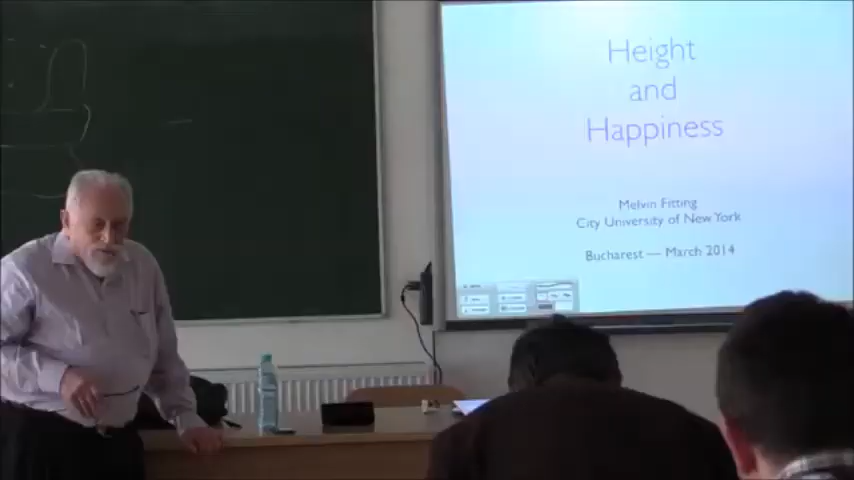 Height
and
Happiness
Melvin Fitting
City University of New York
Bucharest — March 2014